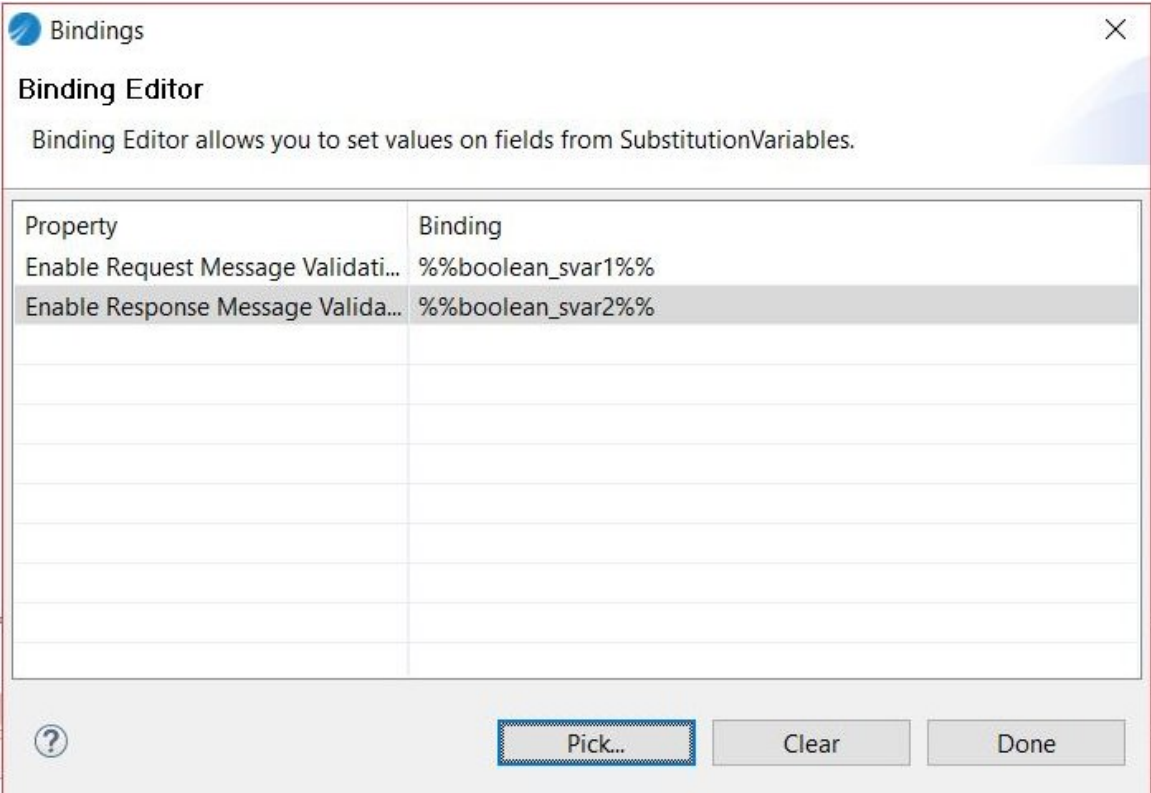 Bindings
Binding Editor
Binding Editor allows you to set values on fields from SubstitutionVariables.
Property Binding
Enable Request Message Validati... %%boolean_svar1%%
Enable Response Message Valida... %%boolean_svar2%%
? Pick... Clear Done